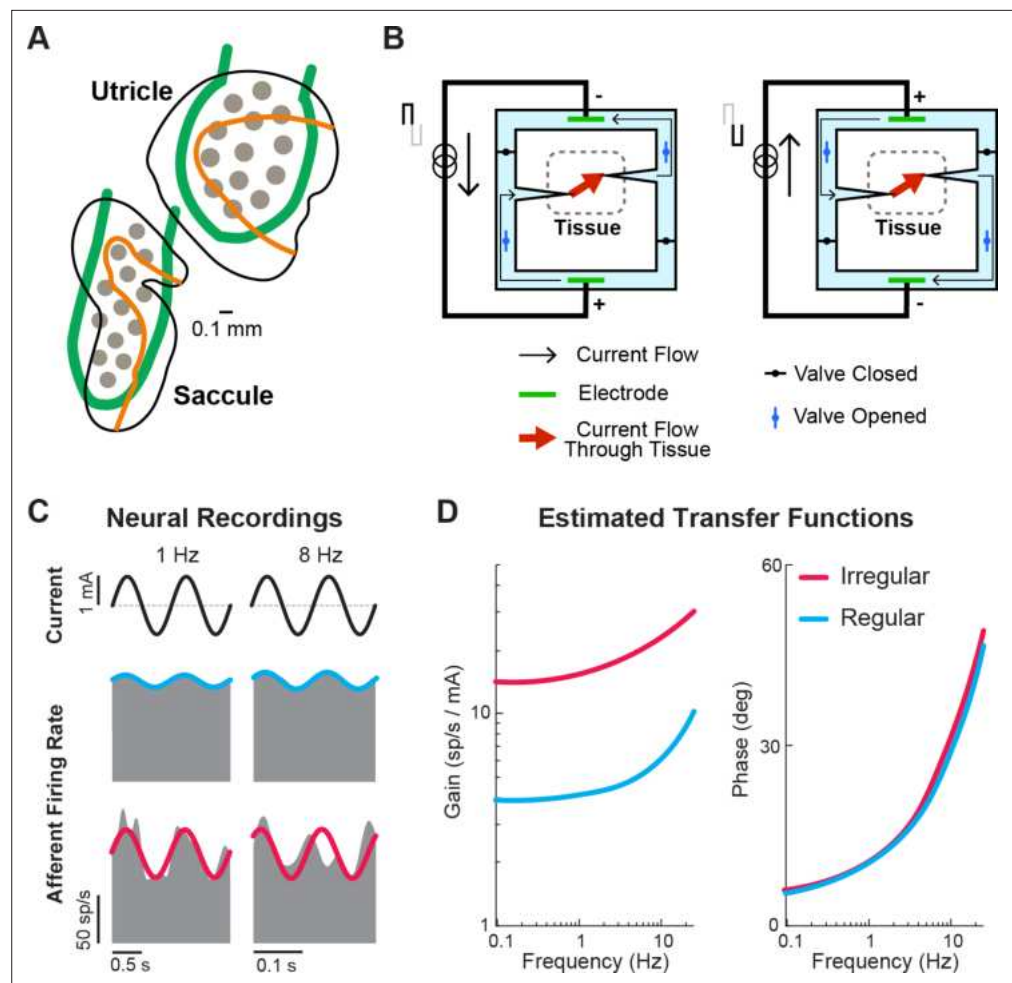 A
Utricle
0.1 mm
Saccule
B
-
+
Tissue
+
-
Tissue
Current Flow
Electrode
Current Flow
Through Tissue
Valve Closed
Valve Opened
C
Neural Recordings
1 Hz
8 Hz
Current
1 mA
Afferent Firing Rate
50 sp/s
0.5 s
0.1 s
D
Estimated Transfer Functions
Gain (sp/s / mA)
10
1
0.1
1
10
Frequency (Hz)
Irregular
Regular
Phase (deg)
60
30
0
0.1
1
10
Frequency (Hz)